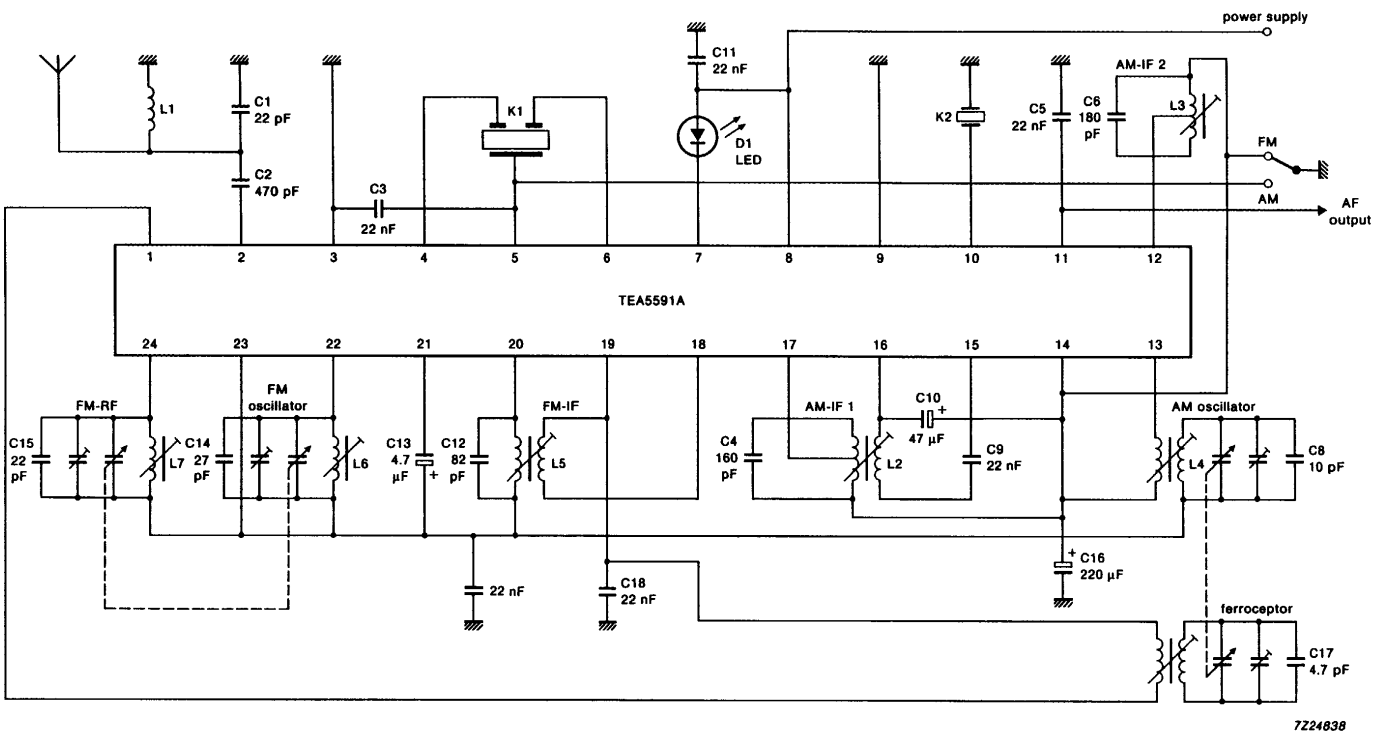 power supply
C11
22 nF
AM-IF 2
L1
C1
22 pF
K1
K2
C5
22 nF
C6
180
pF
L3
D1
LED
FM
C2
470 pF
C3
22 nF
AM
AF
output
1 2 3 4 5 6 7 8 9 10 11 12
TEA5591A
24 23 22 21 20 19 18 17 16 15 14 13
FM-RF
FM
oscillator
FM-IF
AM-IF 1
C10
47 µF
+
AM oscillator
C15
22
pF
L7
C14
27
pF
L6
C13
4.7
µF
+
C12
82
pF
L5
C4
160
pF
L2
C9
22 nF
L4
C8
10 pF
22 nF
C18
22 nF
+
C16
220 µF
ferroceptor
C17
4.7 pF
7Z24838